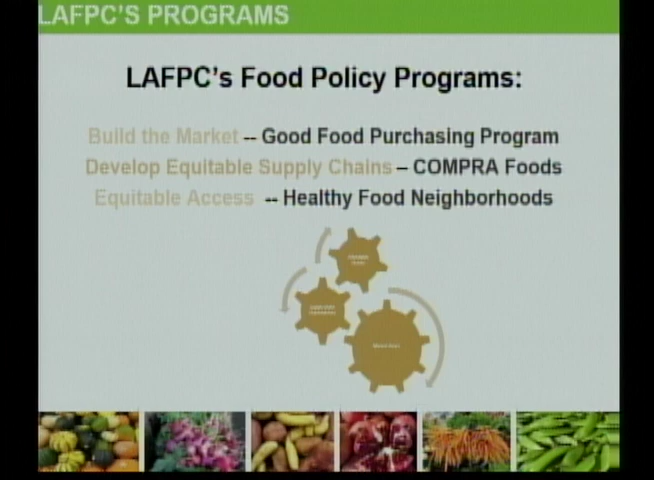 LAFPC'S PROGRAMS
LAFPC's Food Policy Programs:
Build the Market -- Good Food Purchasing Program
Develop Equitable Supply Chains – COMPRA Foods
Equitable Access -- Healthy Food Neighborhoods